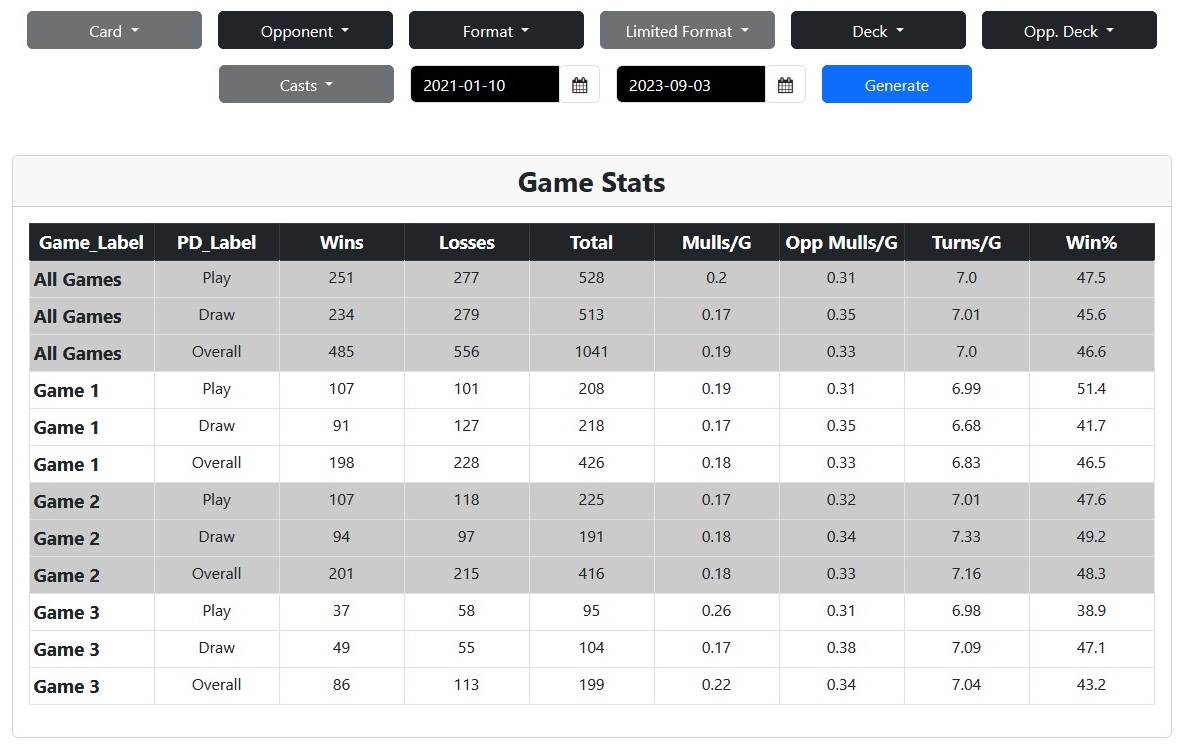 Card Opponent Format Limited Format Deck Opp. Deck
Casts 2021-01-10 2023-09-03 Generate
Game Stats
Game_Label PD_Label Wins Losses Total Mulls/G Opp Mulls/G Turns/G Win%
All Games Play 251 277 528 0.2 0.31 7.0 47.5
All Games Draw 234 279 513 0.17 0.35 7.01 45.6
All Games Overall 485 556 1041 0.19 0.33 7.0 46.6
Game 1 Play 107 101 208 0.19 0.31 6.99 51.4
Game 1 Draw 91 127 218 0.17 0.35 6.68 41.7
Game 1 Overall 198 228 426 0.18 0.33 6.83 46.5
Game 2 Play 107 118 225 0.17 0.32 7.01 47.6
Game 2 Draw 94 97 191 0.18 0.34 7.33 49.2
Game 2 Overall 201 215 416 0.18 0.33 7.16 48.3
Game 3 Play 37 58 95 0.26 0.31 6.98 38.9
Game 3 Draw 49 55 104 0.17 0.38 7.09 47.1
Game 3 Overall 86 113 199 0.22 0.34 7.04 43.2